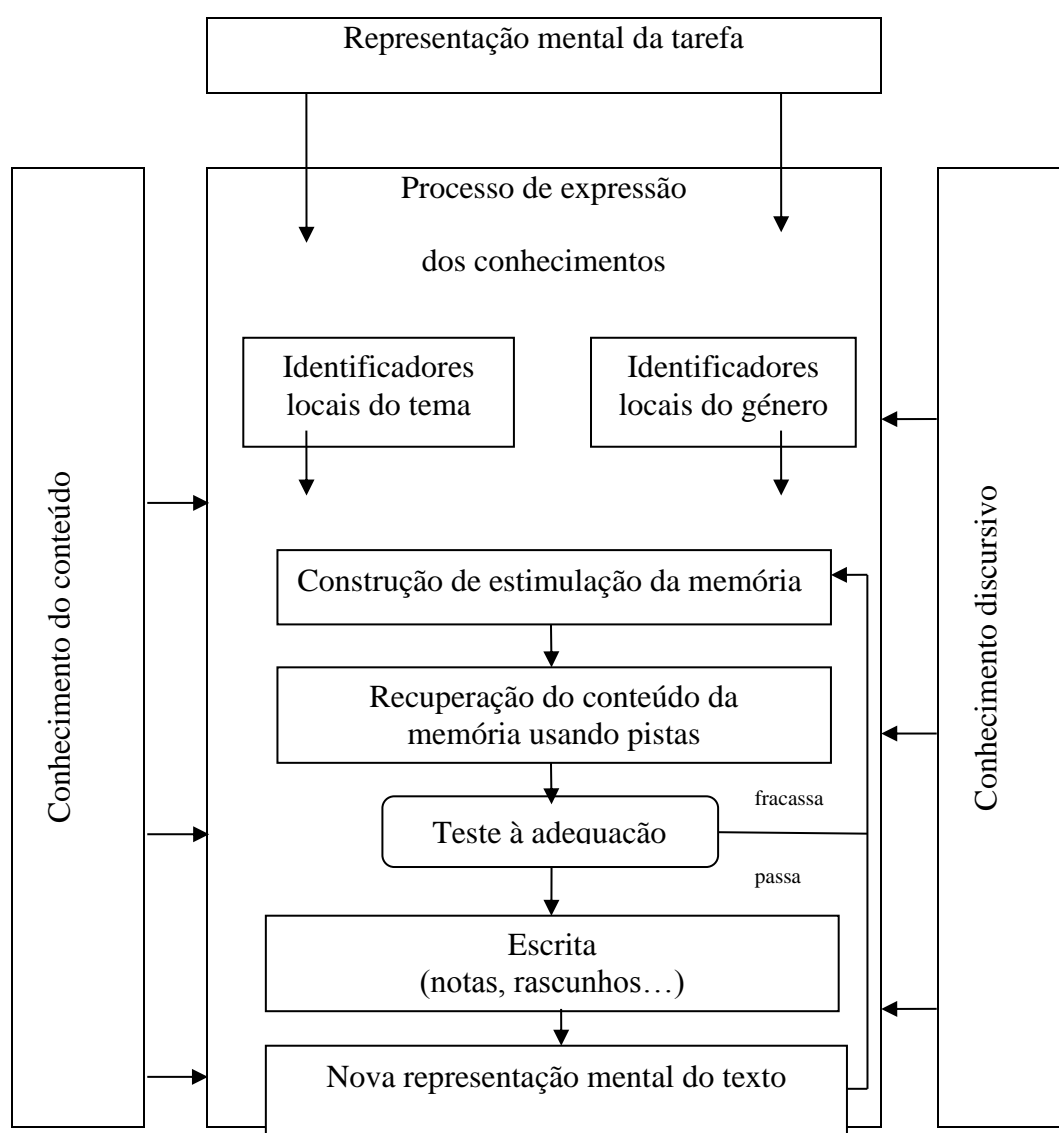 Representação mental da tarefa
Processo de expressão
dos conhecimentos
Identificadores
locais do tema
Identificadores
locais do género
Conhecimento do conteúdo
Conhecimento discursivo
Construção de estimulação da memória
Recuperação do conteúdo da
memória usando pistas
fracassa
Teste à adequação
passa
Escrita
(notas, rascunhos…)
Nova representação mental do texto